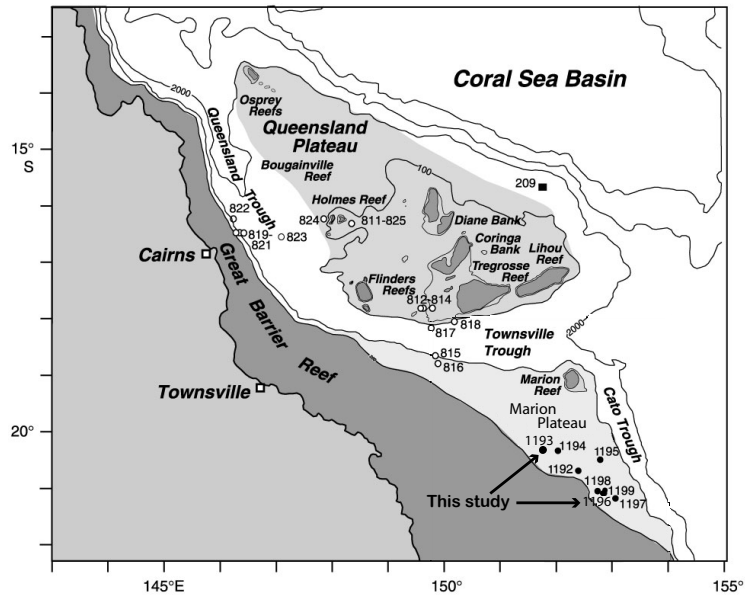 Coral Sea Basin
2000
Osprey
Reefs
Queensland
Plateau
Queensland Trough
15°
S
Bougainville
Reef
100
209
Holmes Reef
822
824
811-825
Diane Bank
819-
821
823
Coringa
Bank
Lihou
Reef
Cairns
Tregrosse
Reef
Flinders
Reefs
812-814
818
817
Townsville
Trough
2000
Great Barrier Reef
815
816
Marion
Reef
Cato Trough
Townsville
Marion
Plateau
20°
1193
1194
1195
1192
1198
1199
This study
1196
1197
145°E
150°
155°